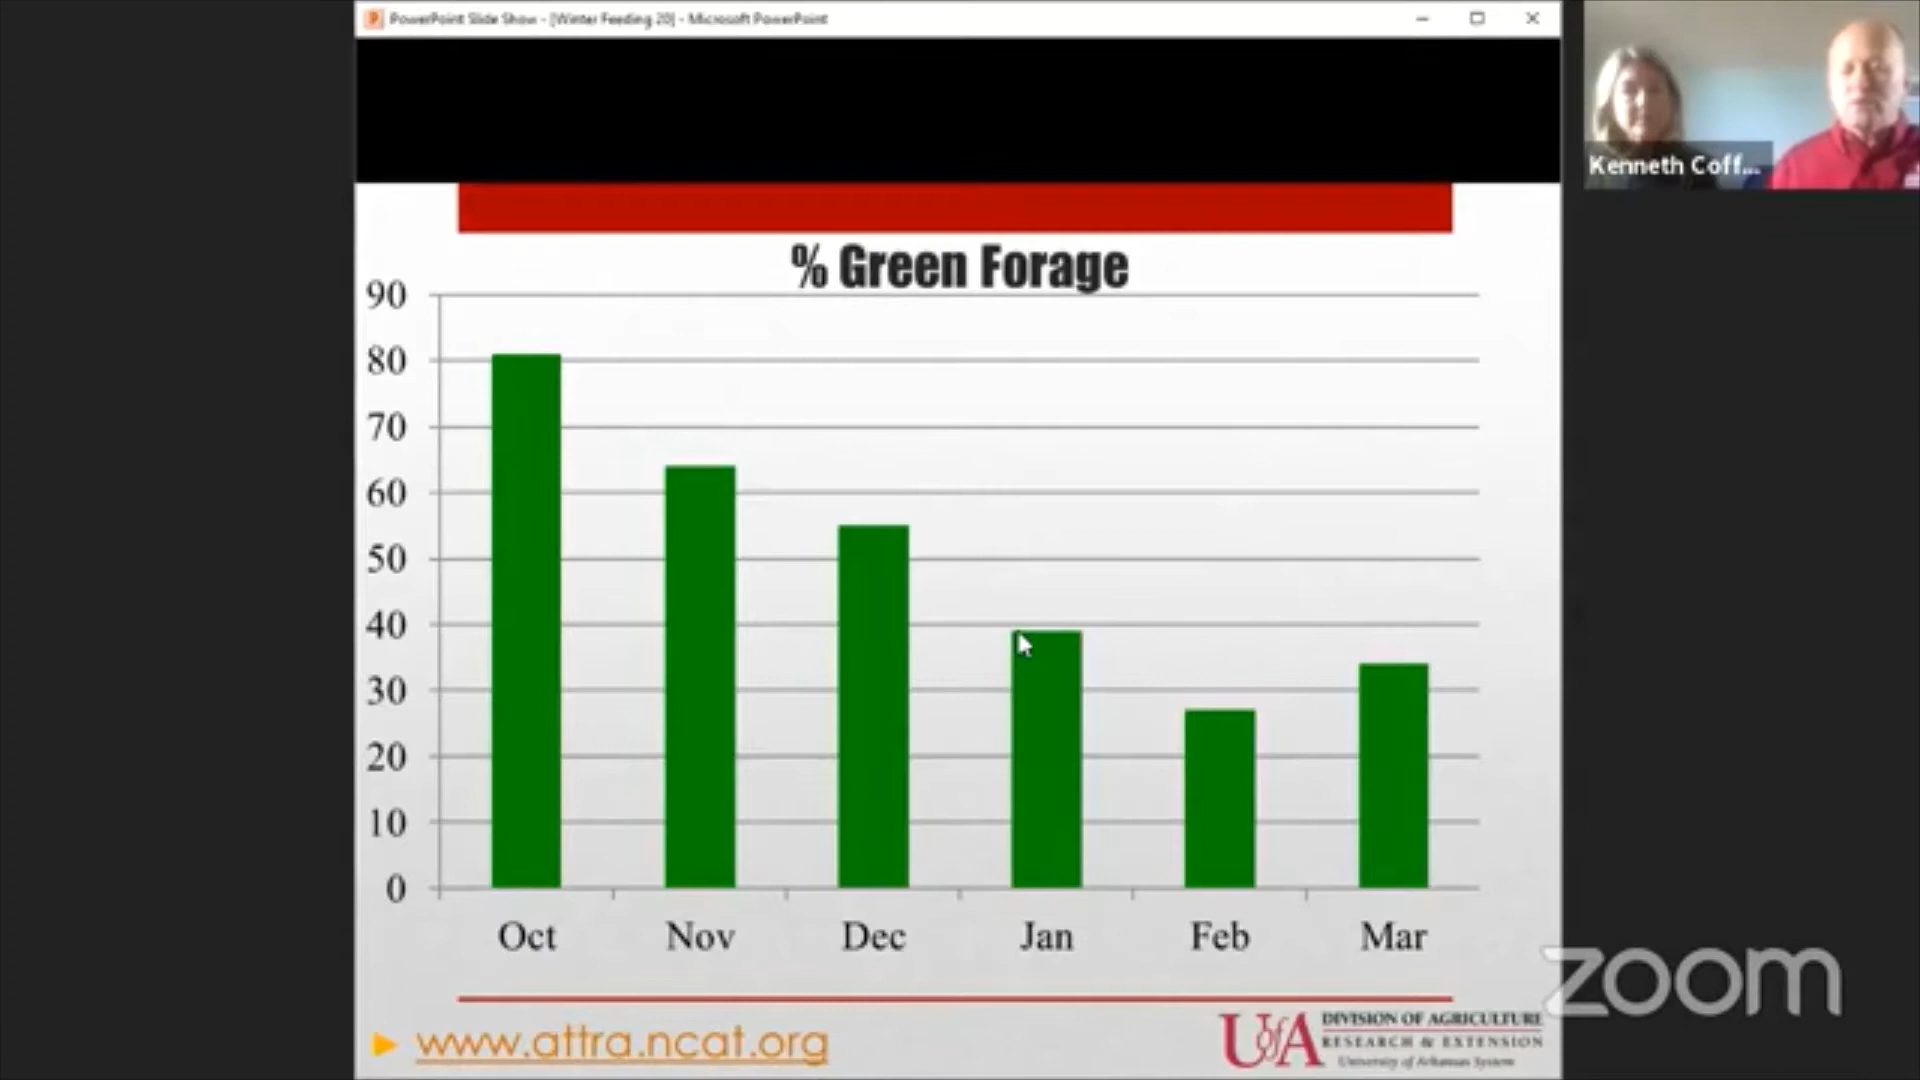 PowerPoint Slide Show - [Winter Feeding 20] - Microsoft PowerPoint
Kenneth Coff...
% Green Forage
90
80
70
60
50
40
30
20
10
0
Oct Nov Dec Jan Feb Mar
zoom
www.attra.ncat.org
UofA DIVISION OF AGRICULTURE
RESEARCH & EXTENSION
University of Arkansas System